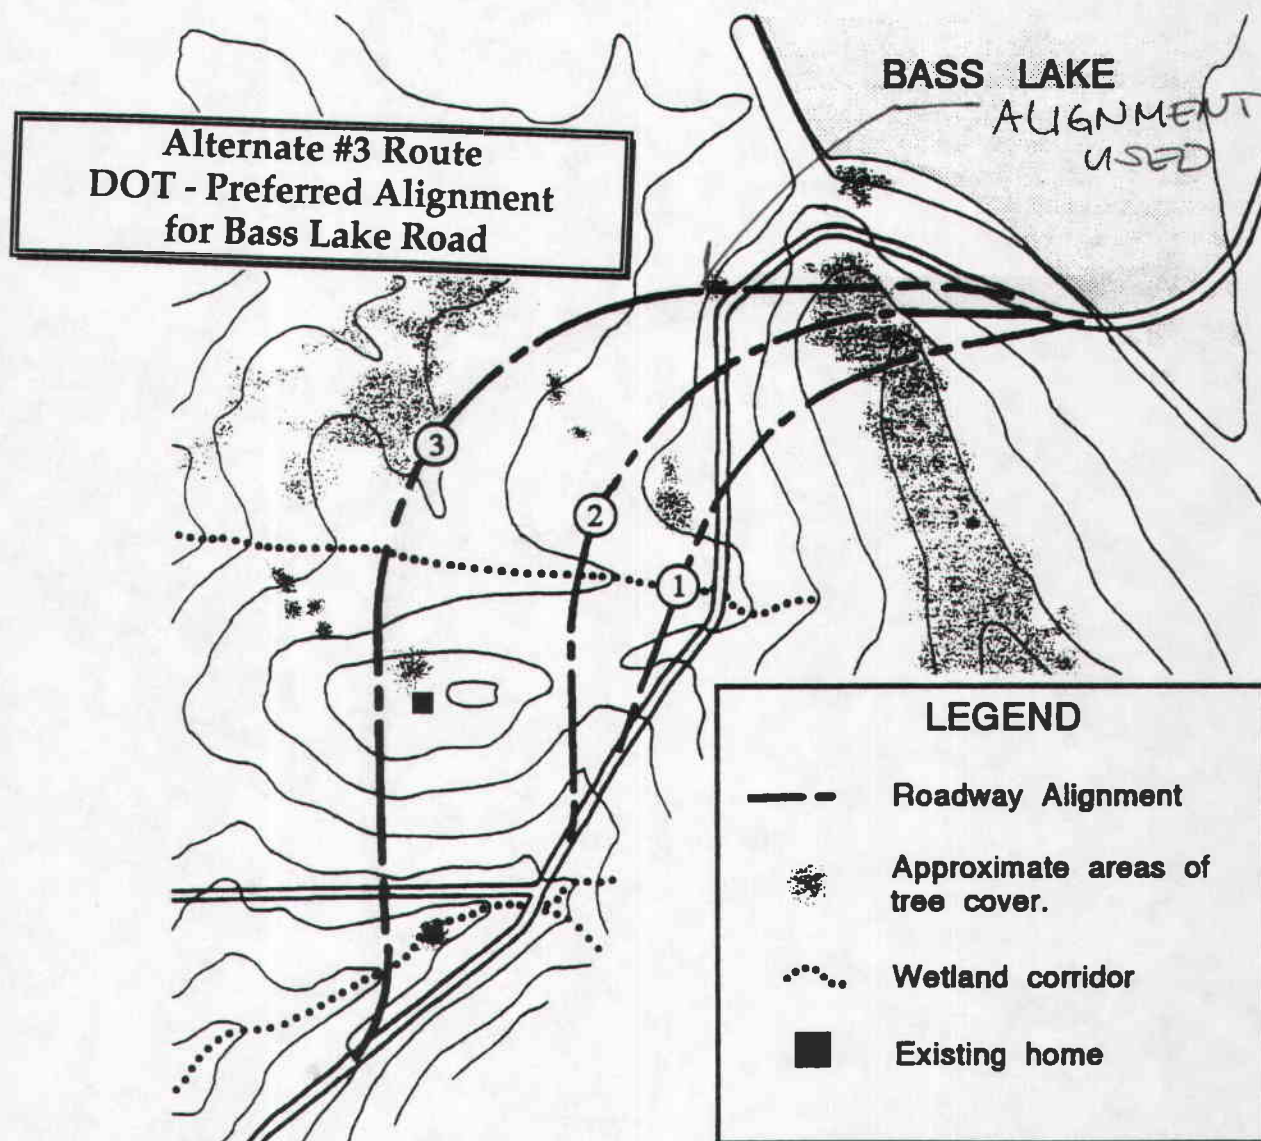 BASS LAKE
ALIGNMENT
USED
Alternate #3 Route
DOT - Preferred Alignment
for Bass Lake Road
3
2
1
LEGEND
Roadway Alignment
Approximate areas of
tree cover.
Wetland corridor
Existing home